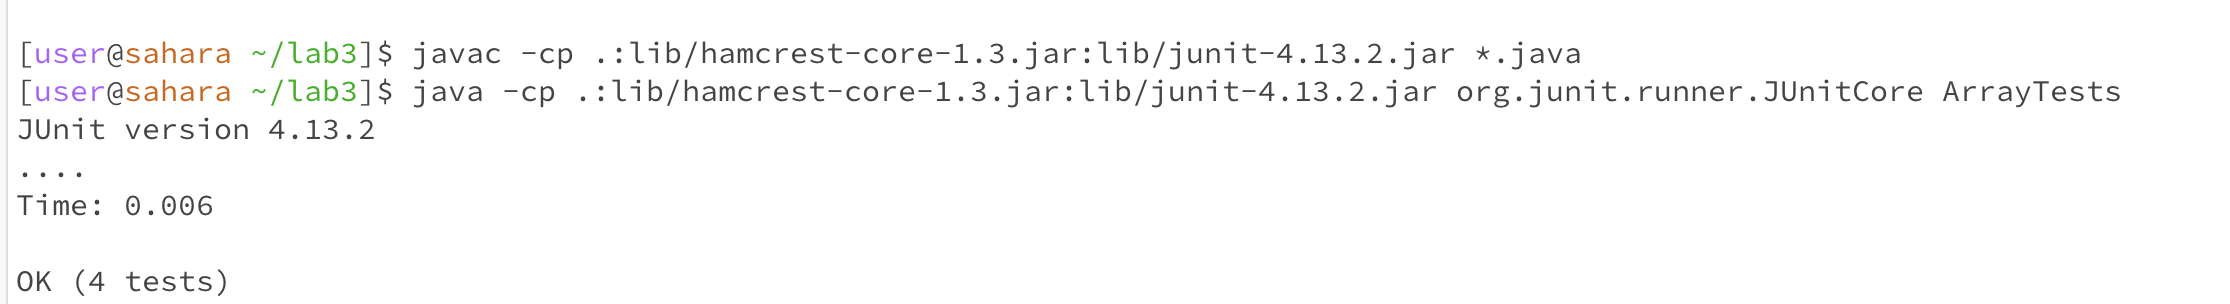 [user@sahara ~/lab3]$ javac -cp .:lib/hamcrest-core-1.3.jar:lib/junit-4.13.2.jar *.java
[user@sahara ~/lab3]$ java -cp .:lib/hamcrest-core-1.3.jar:lib/junit-4.13.2.jar org.junit.runner.JUnitCore ArrayTests
JUnit version 4.13.2
....
Time: 0.006
OK (4 tests)